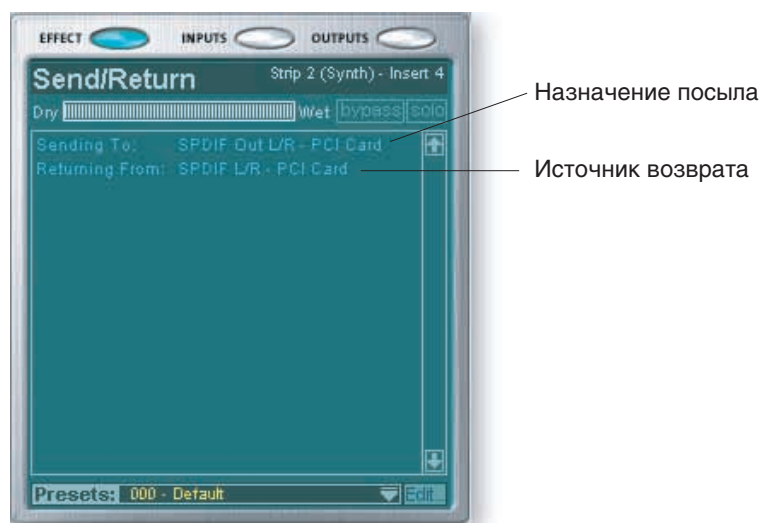 EFFECT INPUTS OUTPUTS
Send/Return Strip 2 (Synth) - Insert 4
Dry Wet bypass solo
Sending To: SPDIF Out L/R - PCI Card
Returning From: SPDIF L/R - PCI Card
Presets: 000 - Default Edit...
Назначение посыла
Источник возврата